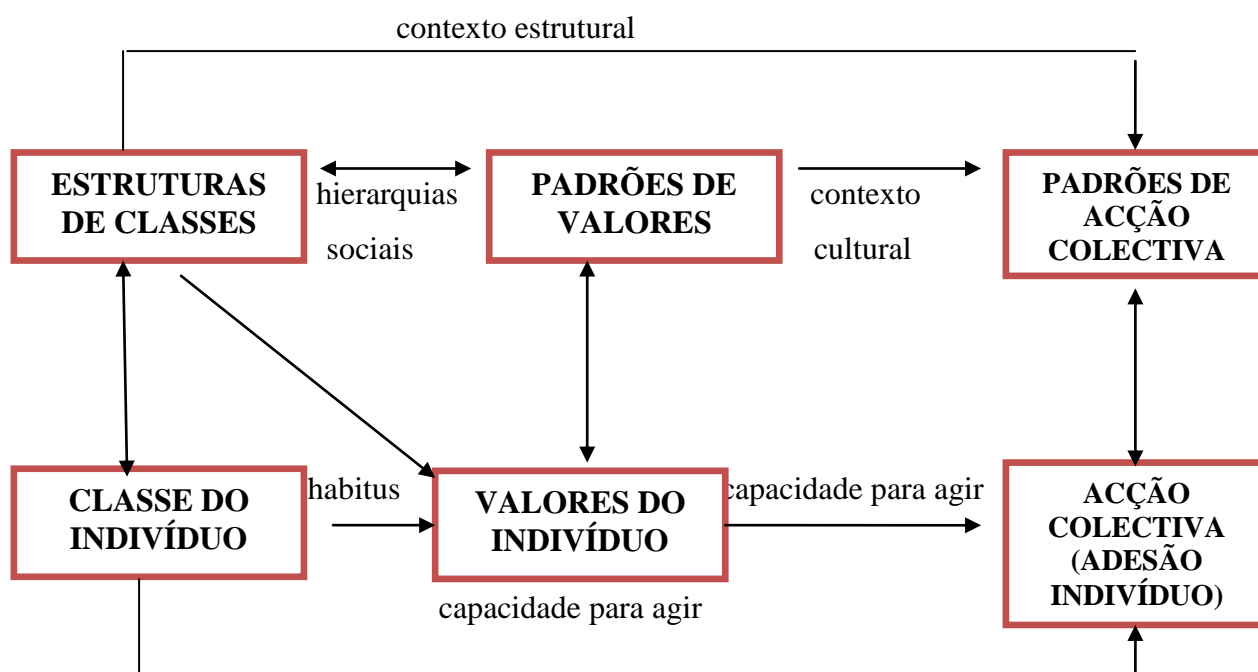 contexto estrutural
ESTRUTURAS
DE CLASSES
hierarquias
sociais
PADRÕES DE
VALORES
contexto
cultural
PADRÕES DE
ACÇÃO
COLECTIVA
CLASSE DO
INDIVÍDUO
habitus
VALORES DO
INDIVÍDUO
capacidade para agir
ACÇÃO
COLECTIVA
(ADESÃO
INDIVÍDUO)
capacidade para agir